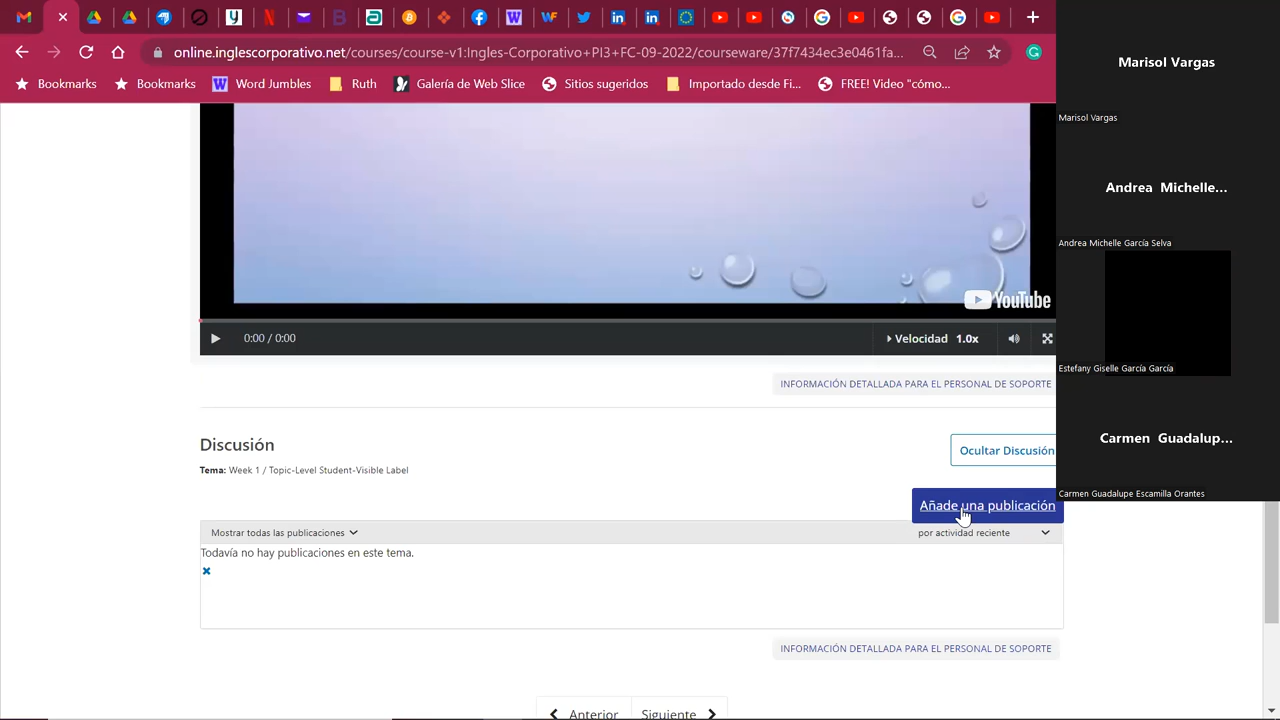 online.inglescorporativo.net/courses/course-v1:Ingles-Corporativo+PI3+FC-09-2022/courseware/37f7434ec3e0461fa...
Bookmarks
Bookmarks
Word Jumbles
Ruth
Galería de Web Slice
Sitios sugeridos
Importado desde Fi...
FREE! Video "cómo...
Marisol Vargas
Marisol Vargas
Andrea Michelle...
Andrea Michelle García Selva
Estefany Giselle García García
Carmen Guadalup...
Carmen Guadalupe Escamilla Orantes
YouTube
0:00 / 0:00
Velocidad 1.0x
INFORMACIÓN DETALLADA PARA EL PERSONAL DE SOPORTE
Discusión
Ocultar Discusión
Tema: Week 1 / Topic-Level Student-Visible Label
Añade una publicación
Mostrar todas las publicaciones
por actividad reciente
Todavía no hay publicaciones en este tema.
INFORMACIÓN DETALLADA PARA EL PERSONAL DE SOPORTE
Anterior
Siguiente